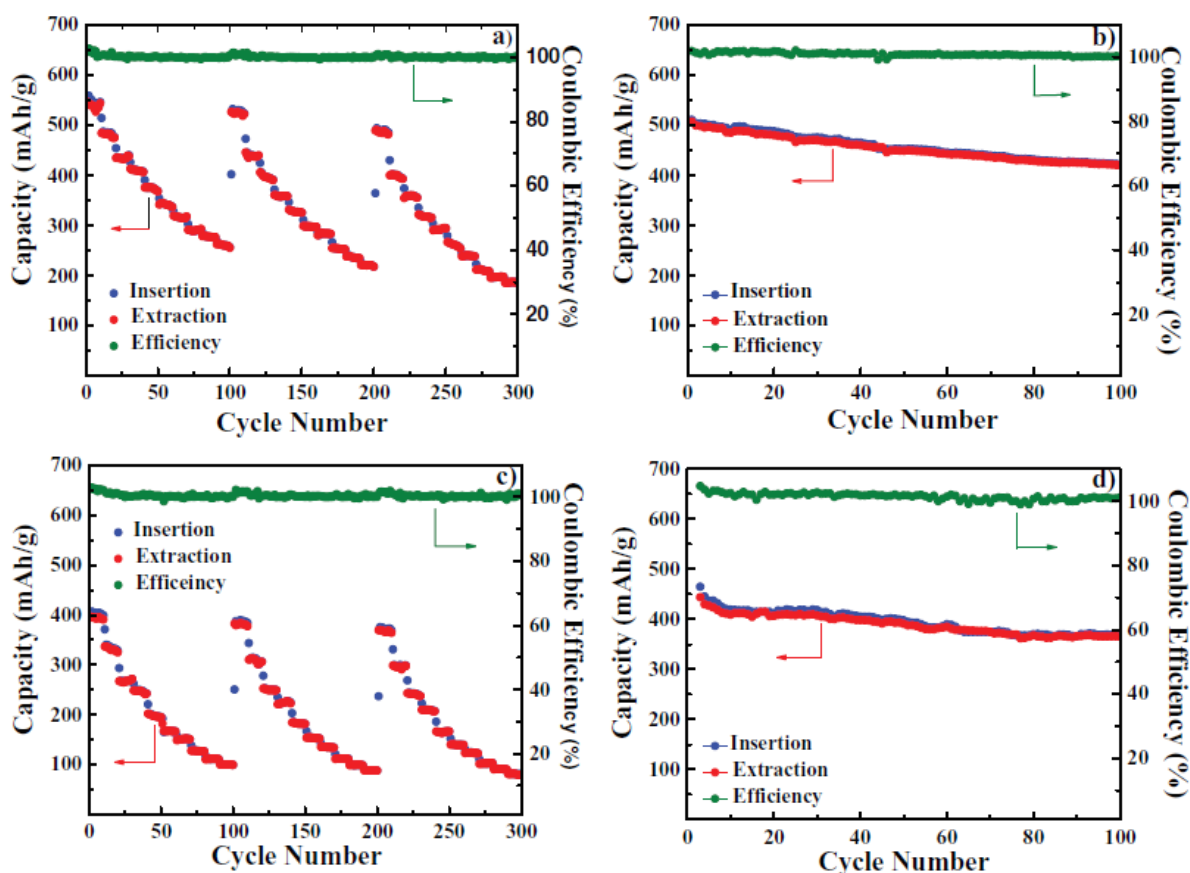 a)
700
600
500
400
300
200
100
Capacity (mAh/g)
100
80
60
40
20
Coulombic Efficiency (%)
Insertion
Extraction
Efficiency
0 50 100 150 200 250 300
Cycle Number
b)
700
600
500
400
300
200
100
Capacity (mAh/g)
100
80
60
40
20
Coulombic Efficiency (%)
Insertion
Extraction
Efficiency
0 20 40 60 80 100
Cycle Number
c)
700
600
500
400
300
200
100
Capacity (mAh/g)
100
80
60
40
20
Coulombic Efficiency (%)
Insertion
Extraction
Efficeincy
0 50 100 150 200 250 300
Cycle Number
d)
700
600
500
400
300
200
100
Capacity (mAh/g)
100
80
60
40
20
Coulombic Efficiency (%)
Insertion
Extraction
Efficiency
0 20 40 60 80 100
Cycle Number